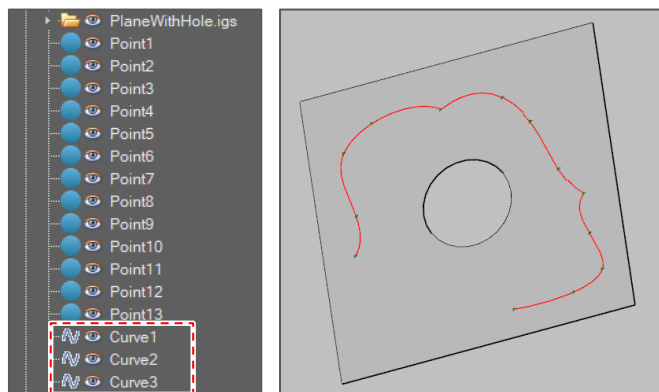 PlaneWithHole.igs
Point1
Point2
Point3
Point4
Point5
Point6
Point7
Point8
Point9
Point10
Point11
Point12
Point13
Curve1
Curve2
Curve3